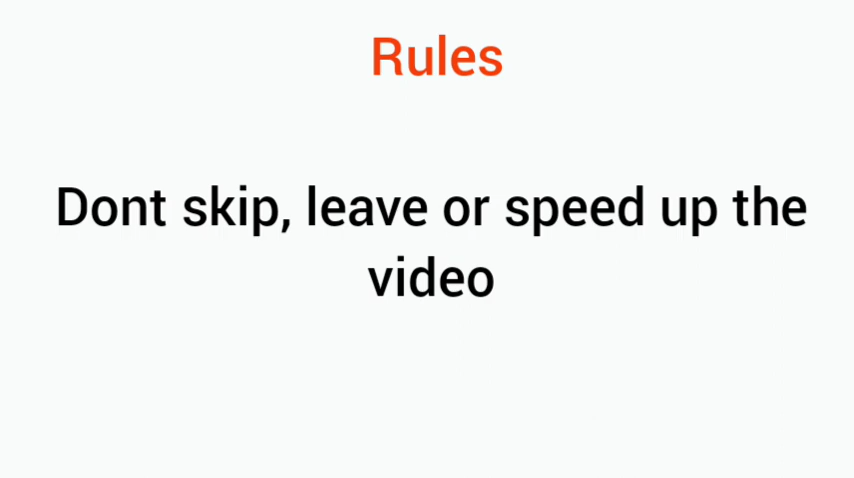 Rules
Dont skip, leave or speed up the
video